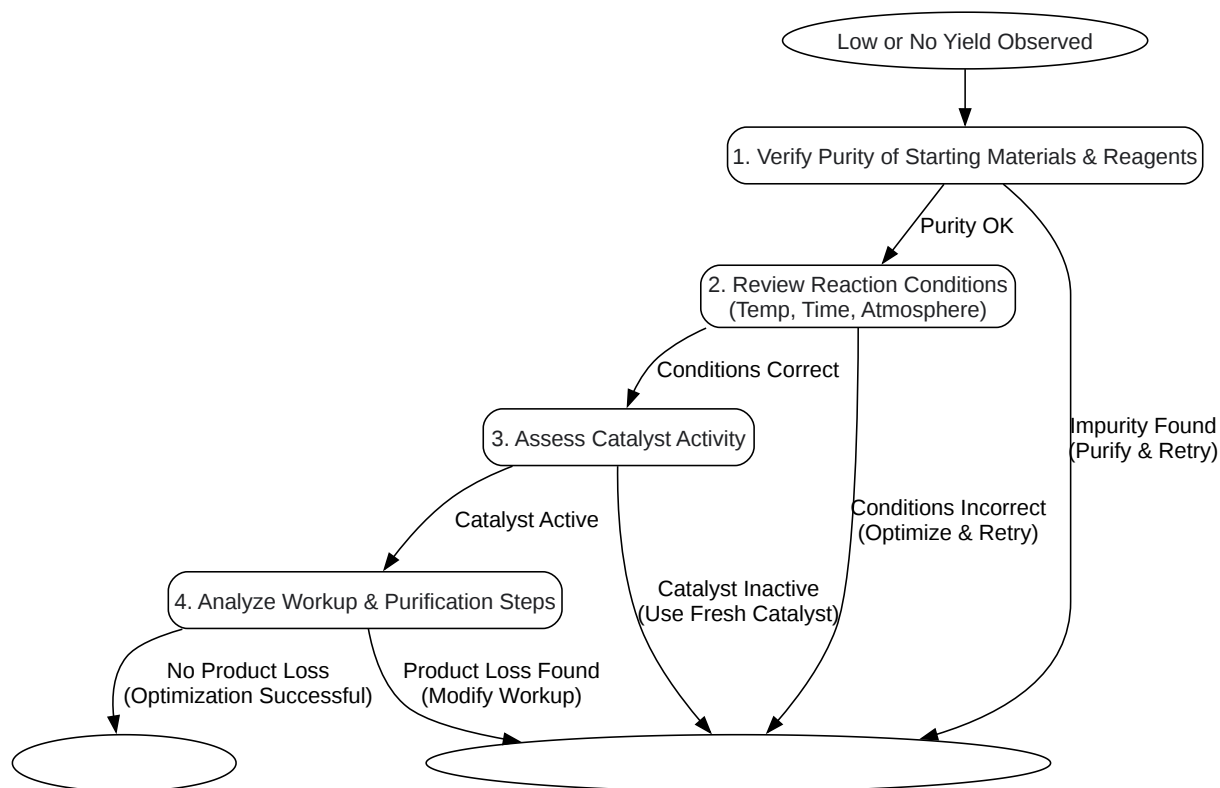 Low or No Yield Observed
1. Verify Purity of Starting Materials & Reagents
Purity OK
2. Review Reaction Conditions
(Temp, Time, Atmosphere)
Conditions Correct
Impurity Found
(Purify & Retry)
3. Assess Catalyst Activity
Catalyst Active
Conditions Incorrect
(Optimize & Retry)
Catalyst Inactive
(Use Fresh Catalyst)
4. Analyze Workup & Purification Steps
No Product Loss
(Optimization Successful)
Product Loss Found
(Modify Workup)